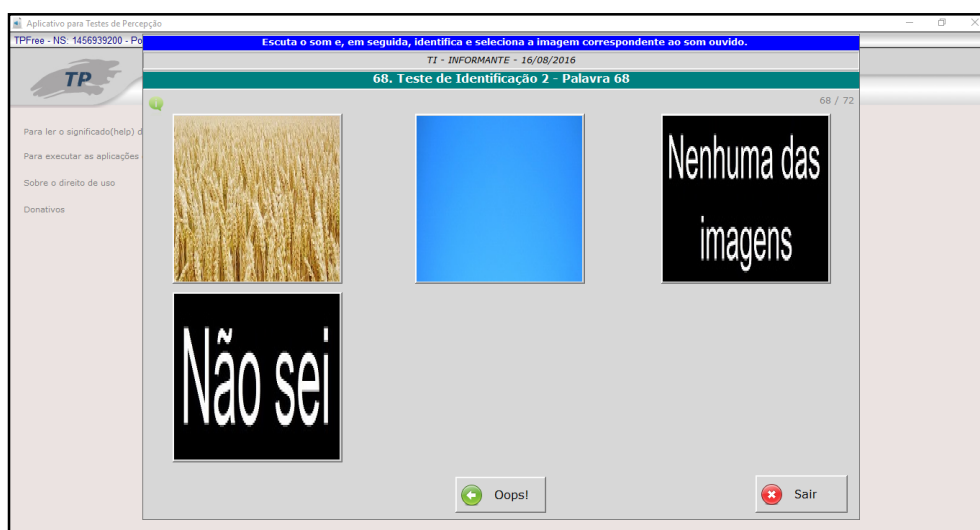 Aplicativo para Testes de Percepção
TPFree - NS: 1456939200 - Po
Escuta o som e, em seguida, identifica e seleciona a imagem correspondente ao som ouvido.
TI - INFORMANTE - 16/08/2016
68. Teste de Identificação 2 - Palavra 68
TP
68 / 72
Para ler o significado(help) d
Para executar as aplicações
Sobre o direito de uso
Donativos
Nenhuma das
imagens
Não sei
Oops!
Sair